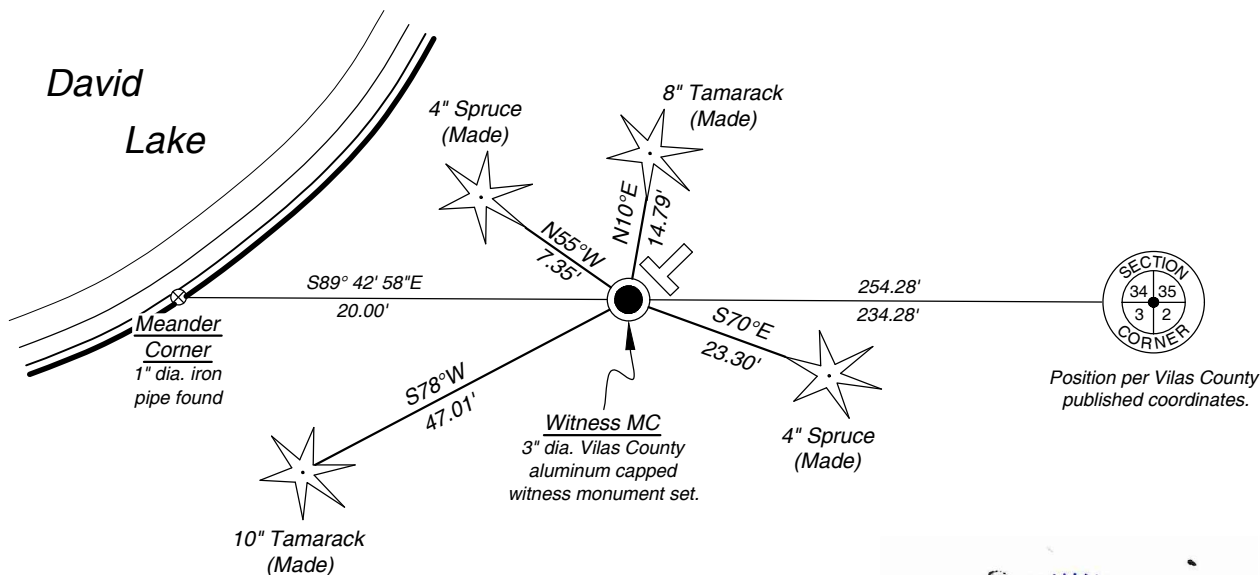 David
Lake
4" Spruce
(Made)
8" Tamarack
(Made)
N55°W
7.35'
N10°E
14.79'
S89° 42' 58"E
20.00'
254.28'
234.28'
SECTION
34 35
3 2
CORNER
Meander
Corner
1" dia. iron
pipe found
S70°E
23.30'
Position per Vilas County
published coordinates.
S78°W
47.01'
Witness MC
3" dia. Vilas County
aluminum capped
witness monument set.
4" Spruce
(Made)
10" Tamarack
(Made)